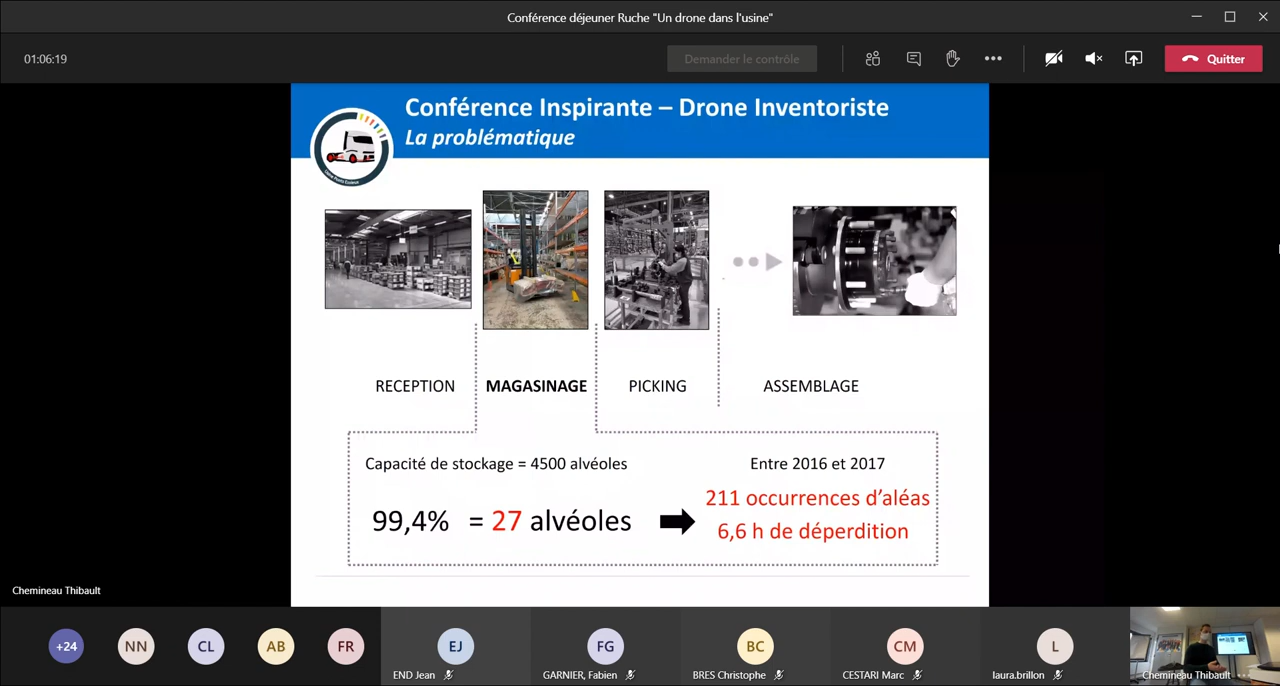 Conférence déjeuner Ruche "Un drone dans l'usine"
01:06:19
Demander le contrôle
Quitter
Conférence Inspirante – Drone Inventoriste
La problématique
RECEPTION
MAGASINAGE
PICKING
ASSEMBLAGE
Capacité de stockage = 4500 alvéoles
99,4% = 27 alvéoles
Entre 2016 et 2017
211 occurrences d'aléas
6,6 h de déperdition
Chemineau Thibault
+24
NN
CL
AB
FR
EJ
END Jean
FG
GARNIER, Fabien
BC
BRES Christophe
CM
CESTARI Marc
L
laura.brillon
Chemineau Thibault